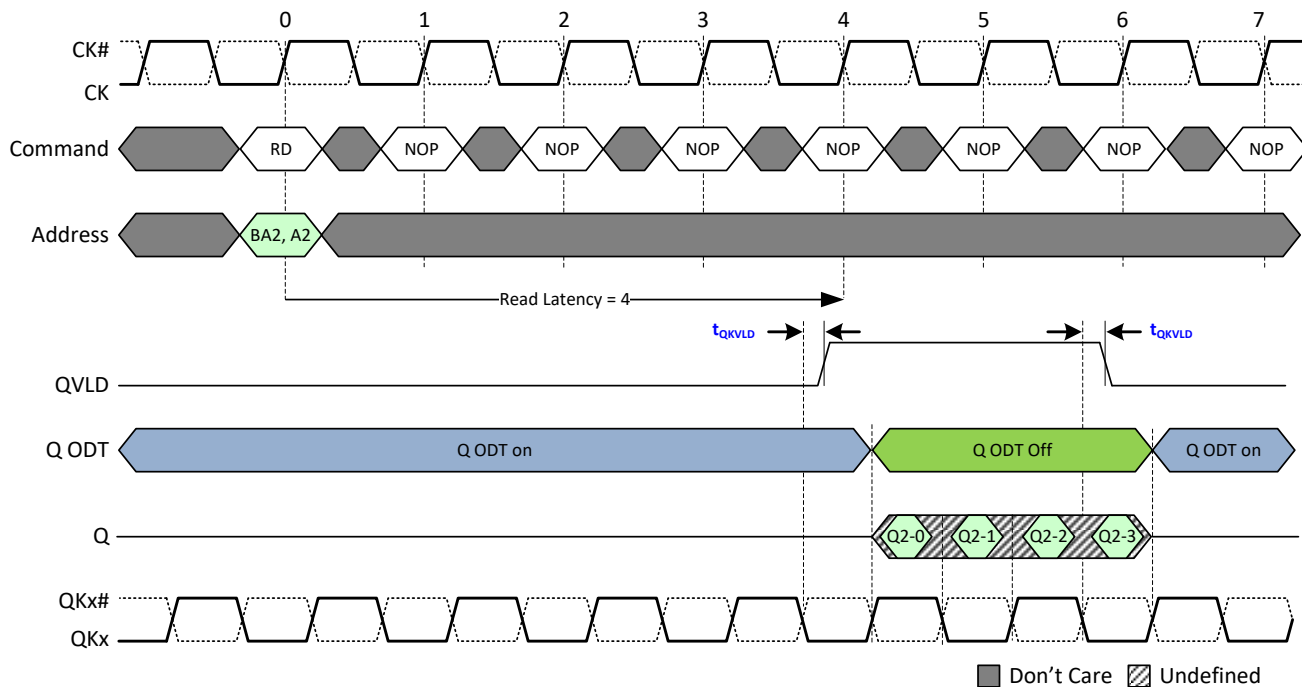 0 1 2 3 4 5 6 7
CK#
CK
Command RD NOP NOP NOP NOP NOP NOP NOP
Address BA2, A2
Read Latency = 4
tQKVLD tQKVLD
QVLD
Q ODT Q ODT on Q ODT Off Q ODT on
Q Q2-0 Q2-1 Q2-2 Q2-3
QKx#
QKx
Don't Care Undefined